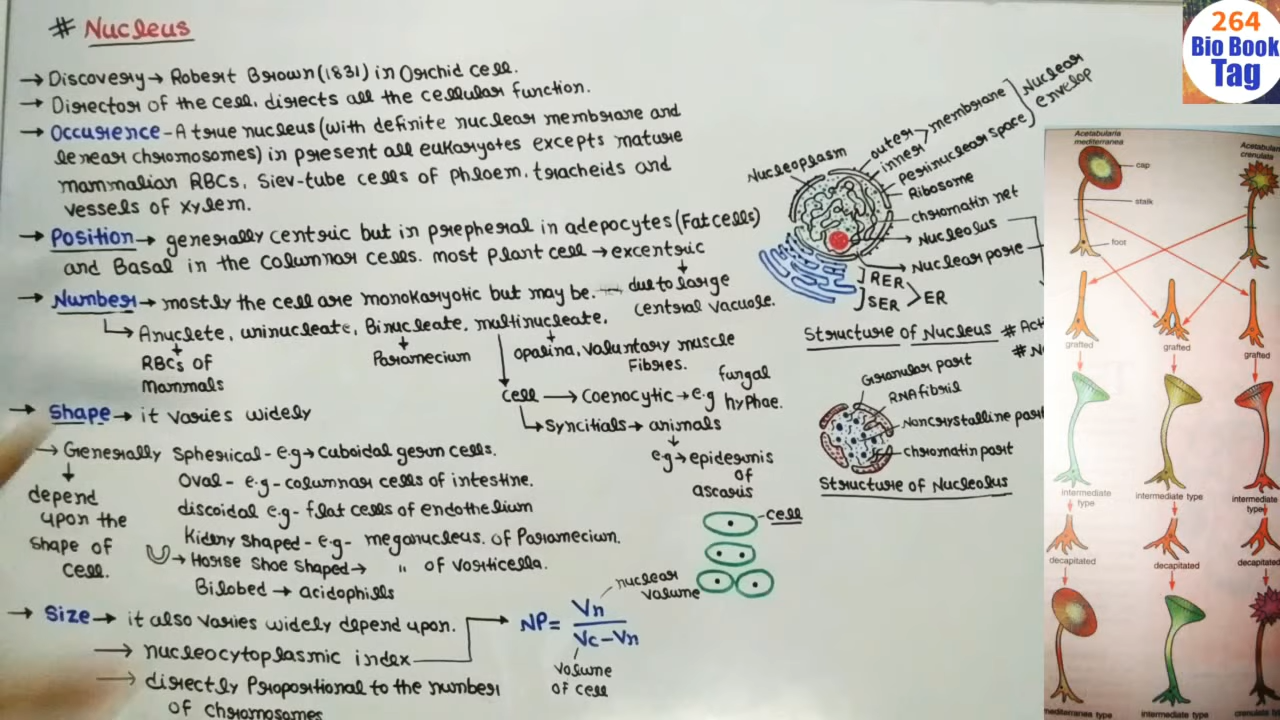 # Nucleus
→ Discovery → Robert Brown (1831) in Orchid cell.
→ Director of the cell, directs all the cellular function.
→ Occurence - A true nucleus (with definite nuclear membrane and
lenear chromosomes) in present all eukaryotes excepts mature
mammalian RBCs, Siev-tube cells of phloem, tracheids and
vessels of xylem.
→ Position → generally centric but in prepheral in adepocytes (Fat cells)
and Basal in the columnar cells. most plant cell → excentric
due to large
central vacuole.
→ Number → mostly the cell are monokaryotic but may be.
Anuclete, uninucleate, Binucleate, multinucleate.
RBC's of
Mammals
Paramecium
opalina, voluntary muscle
Fibres.
cell → Coenocytic → e.g fungal
hyphae.
Syncitials → animals
e.g → epidermis
of
ascaris
→ Shape → it varies widely
→ Generally Spherical - e.g → cuboidal germ cells.
depend
upon the
shape of
cell.
Oval - e.g - columnar cells of intestine.
discoidal e.g - flat cells of endothelium
Kideny shaped - e.g - meganucleus of Paramecium.
→ Horse Shoe shaped → " of vorticella.
Bilobed → acidophills
→ Size → it also varies widely depend upon.
→ nucleocytoplasmic index
→ directly Proportional to the number
of chromosomes
NP = Vn / Vc - Vn
nuclear
volume
volume
of cell
cell
Nucleoplasm
outer
inner
membrane
Nuclear
envelop
Perinuclear space
Ribosome
chromatin net
Nucleolus
Nuclear pore
RER
SER
ER
Structure of Nucleus
Granular part
RNA fibril
Noncrystalline part
chromatin part
Structure of Nucleolus
264
Bio Book
Tag
Acetabularia
mediterranea
cap
stalk
foot
grafted
grafted
grafted
intermediate
type
intermediate type
intermediate
type
decapitated
decapitated
decapitated
intermediate type